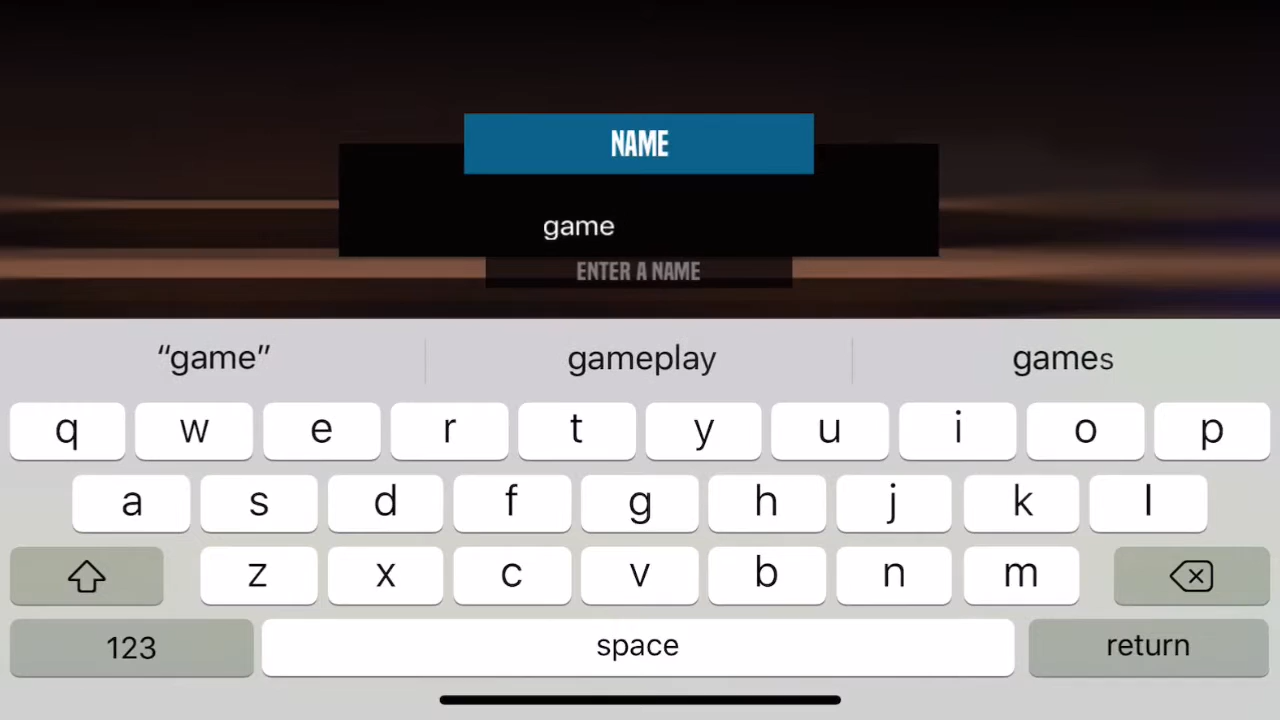 NAME
game
ENTER A NAME
“game” gameplay games
q w e r t y u i o p
a s d f g h j k l
z x c v b n m
123 space return